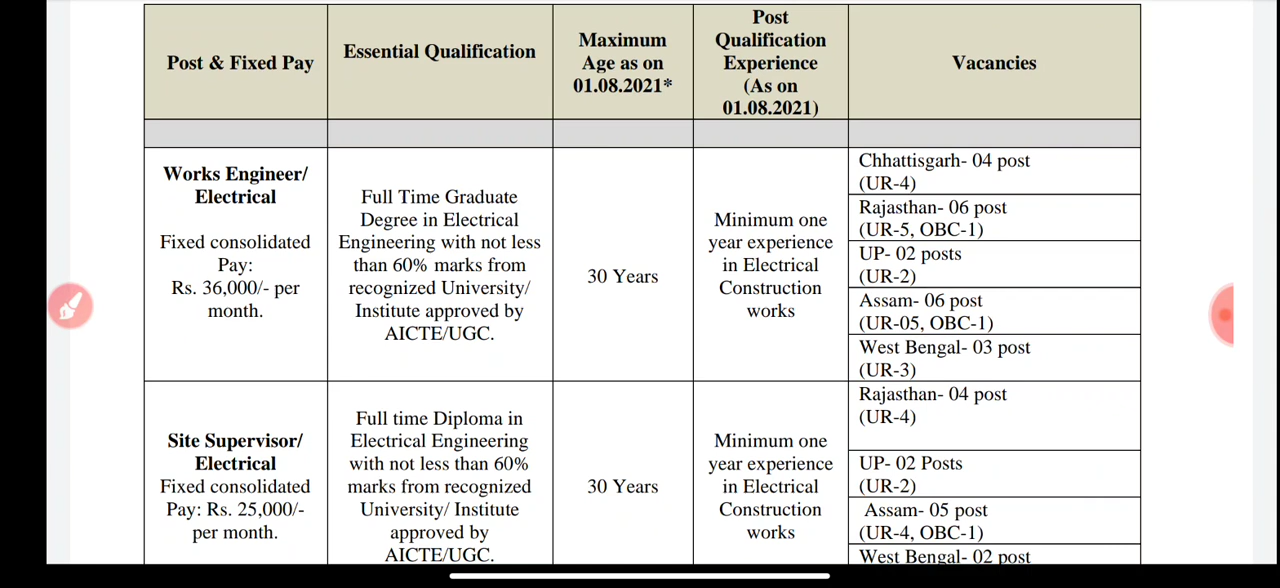 Post & Fixed Pay
Essential Qualification
Maximum
Age as on
01.08.2021*
Post
Qualification
Experience
(As on
01.08.2021)
Vacancies
Works Engineer/
Electrical
Fixed consolidated
Pay:
Rs. 36,000/- per
month.
Full Time Graduate
Degree in Electrical
Engineering with not less
than 60% marks from
recognized University/
Institute approved by
AICTE/UGC.
30 Years
Minimum one
year experience
in Electrical
Construction
works
Chhattisgarh- 04 post
(UR-4)
Rajasthan- 06 post
(UR-5, OBC-1)
UP- 02 posts
(UR-2)
Assam- 06 post
(UR-05, OBC-1)
West Bengal- 03 post
(UR-3)
Site Supervisor/
Electrical
Fixed consolidated
Pay: Rs. 25,000/-
per month.
Full time Diploma in
Electrical Engineering
with not less than 60%
marks from recognized
University/ Institute
approved by
AICTE/UGC.
30 Years
Minimum one
year experience
in Electrical
Construction
works
Rajasthan- 04 post
(UR-4)
UP- 02 Posts
(UR-2)
Assam- 05 post
(UR-4, OBC-1)
West Bengal- 02 post